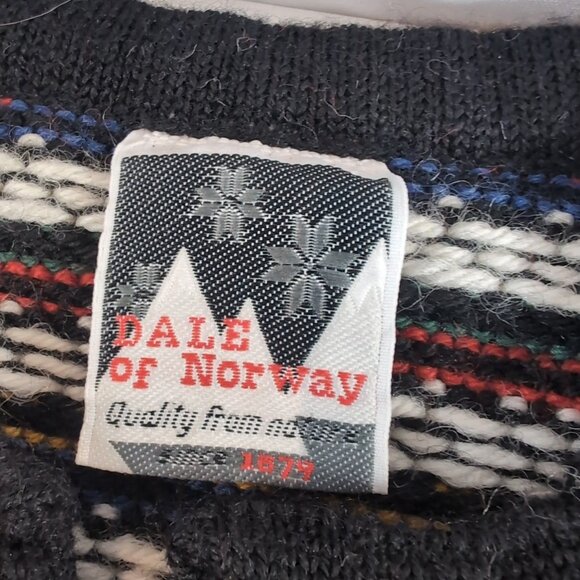 DALE
of Norway
Quality from nature
SINCE 1879